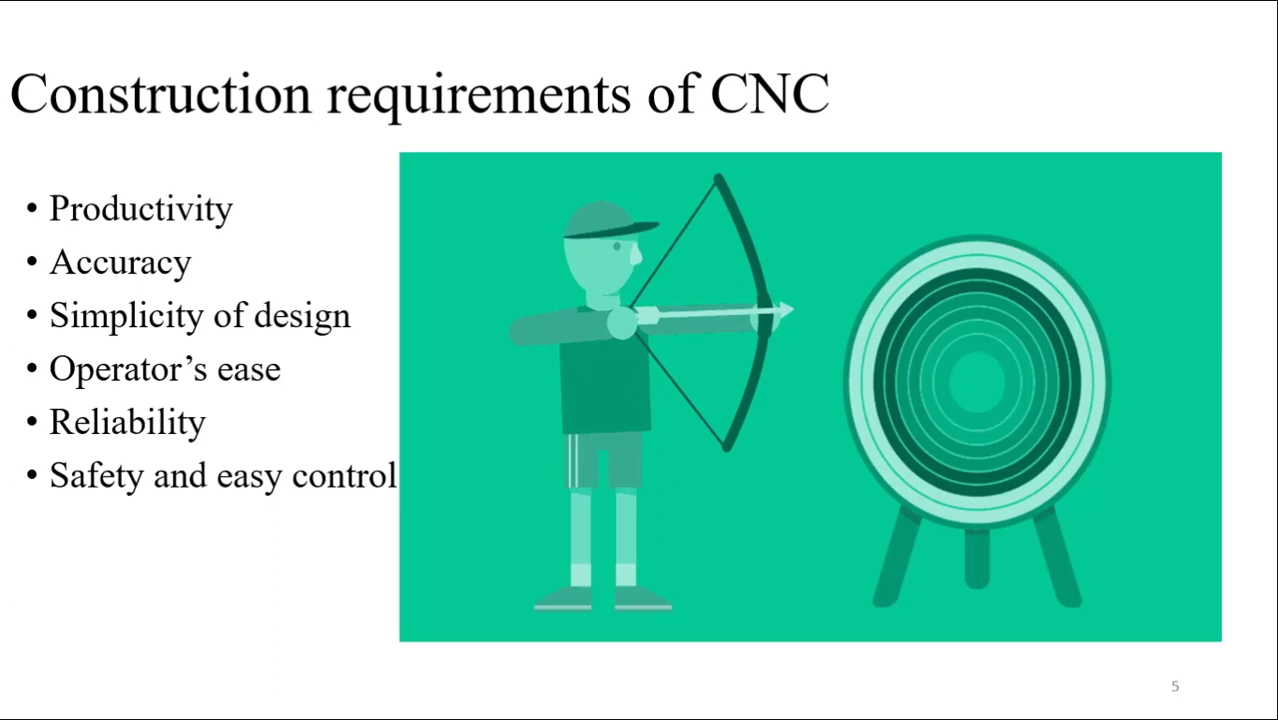 Construction requirements of CNC
• Productivity
• Accuracy
• Simplicity of design
• Operator’s ease
• Reliability
• Safety and easy control
5